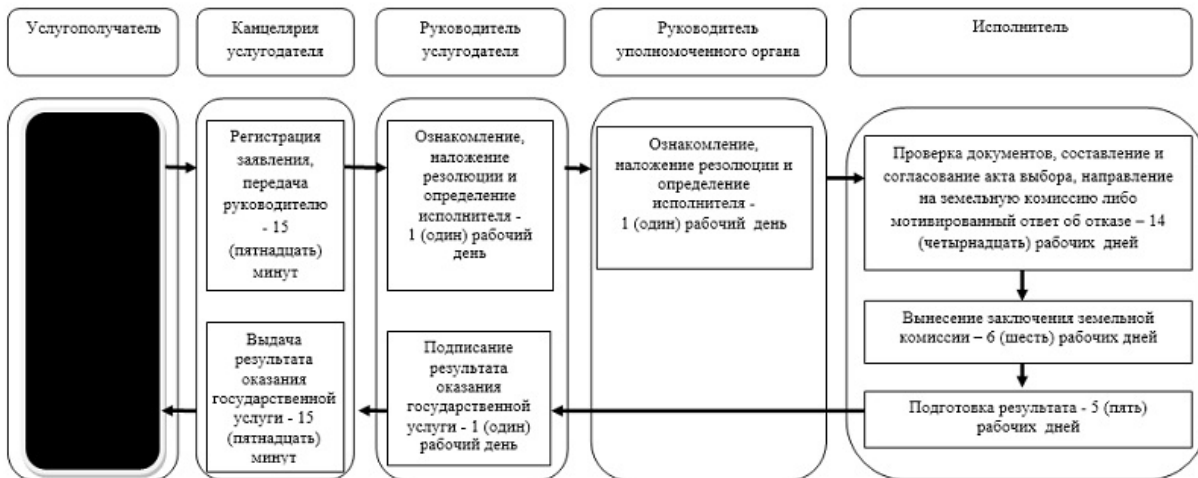 Услугополучатель
Канцелярия
услугодателя
Руководитель
услугодателя
Руководитель
уполномоченного органа
Исполнитель
Регистрация
заявления,
передача
руководителю
- 15
(пятнадцать)
минут
Ознакомление,
наложение
резолюции и
определение
исполнителя -
1 (один) рабочий
день
Ознакомление,
наложение резолюции и
определение
исполнителя -
1 (один) рабочий день
Проверка документов, составление и
согласование акта выбора, направление
на земельную комиссию либо
мотивированный ответ об отказе – 14
(четырнадцать) рабочих дней
Вынесение заключения земельной
комиссии – 6 (шесть) рабочих дней
Подготовка результата - 5 (пять)
рабочих дней
Подписание
результата
оказания
государственной
услуги - 1 (один)
рабочий день
Выдача
результата
оказания
государственной
услуги - 15
(пятнадцать)
минут